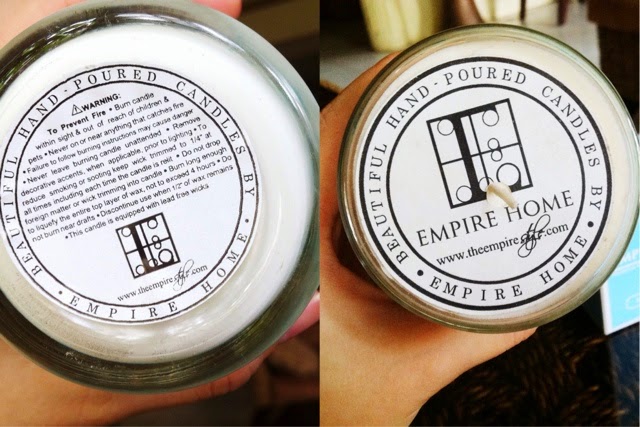 BEAUTIFUL HAND-POURED CANDLES BY
• EMPIRE HOME •
⚠WARNING:
To Prevent Fire • Burn candle
within sight & out of reach of children &
pets • Never on or near anything that catches fire
• Failure to follow burning instructions may cause danger
• Never leave burning candle unattended • Remove
decorative accents, when applicable, prior to lighting • To
reduce smoking or sooting keep wick trimmed to 1/4" at
all times including each time the candle is relit. • Do not drop
foreign matter or wick trimming into candle • Burn long enough
to liquefy the entire top layer of wax, not to exceed 4 hours • Do
not burn near drafts • Discontinue use when 1/2" of wax remains
•This candle is equipped with lead free wicks
www.theempirestyle.com
BEAUTIFUL HAND-POURED CANDLES BY
• EMPIRE HOME •
EMPIRE HOME
www.theempirestyle.com